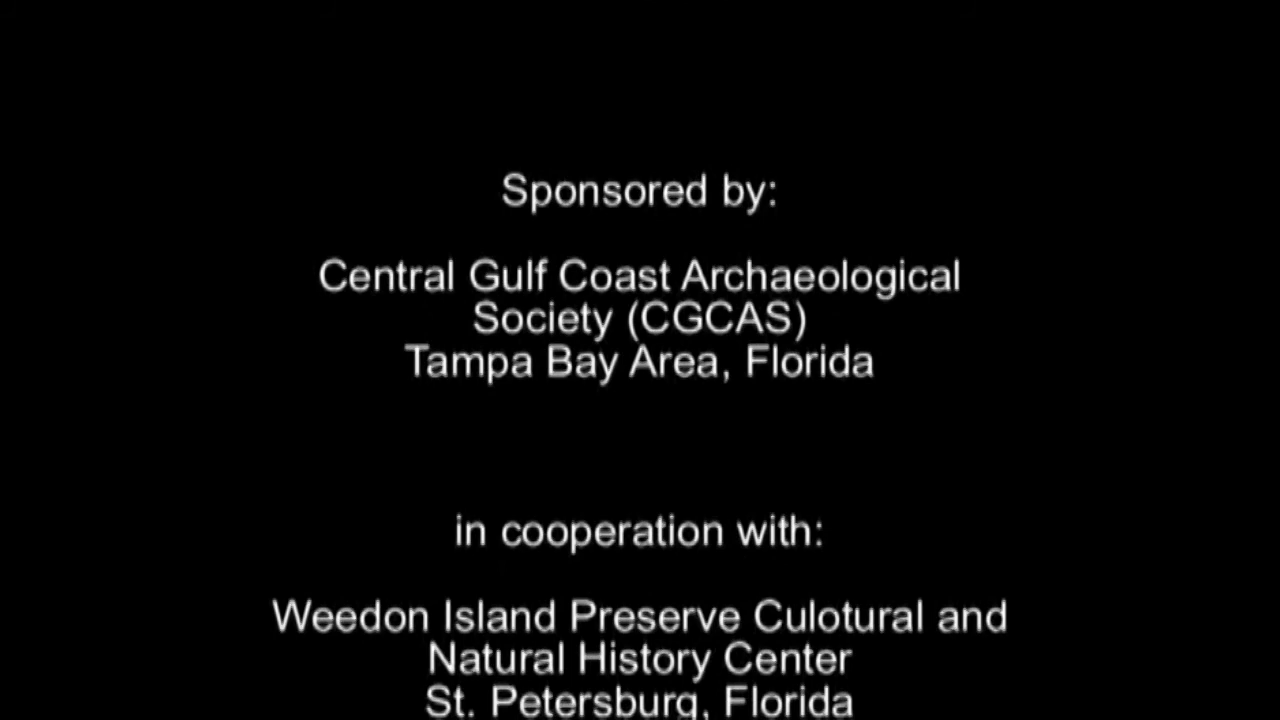 Sponsored by:
Central Gulf Coast Archaeological
Society (CGCAS)
Tampa Bay Area, Florida
in cooperation with:
Weedon Island Preserve Culotural and
Natural History Center
St. Petersburg, Florida